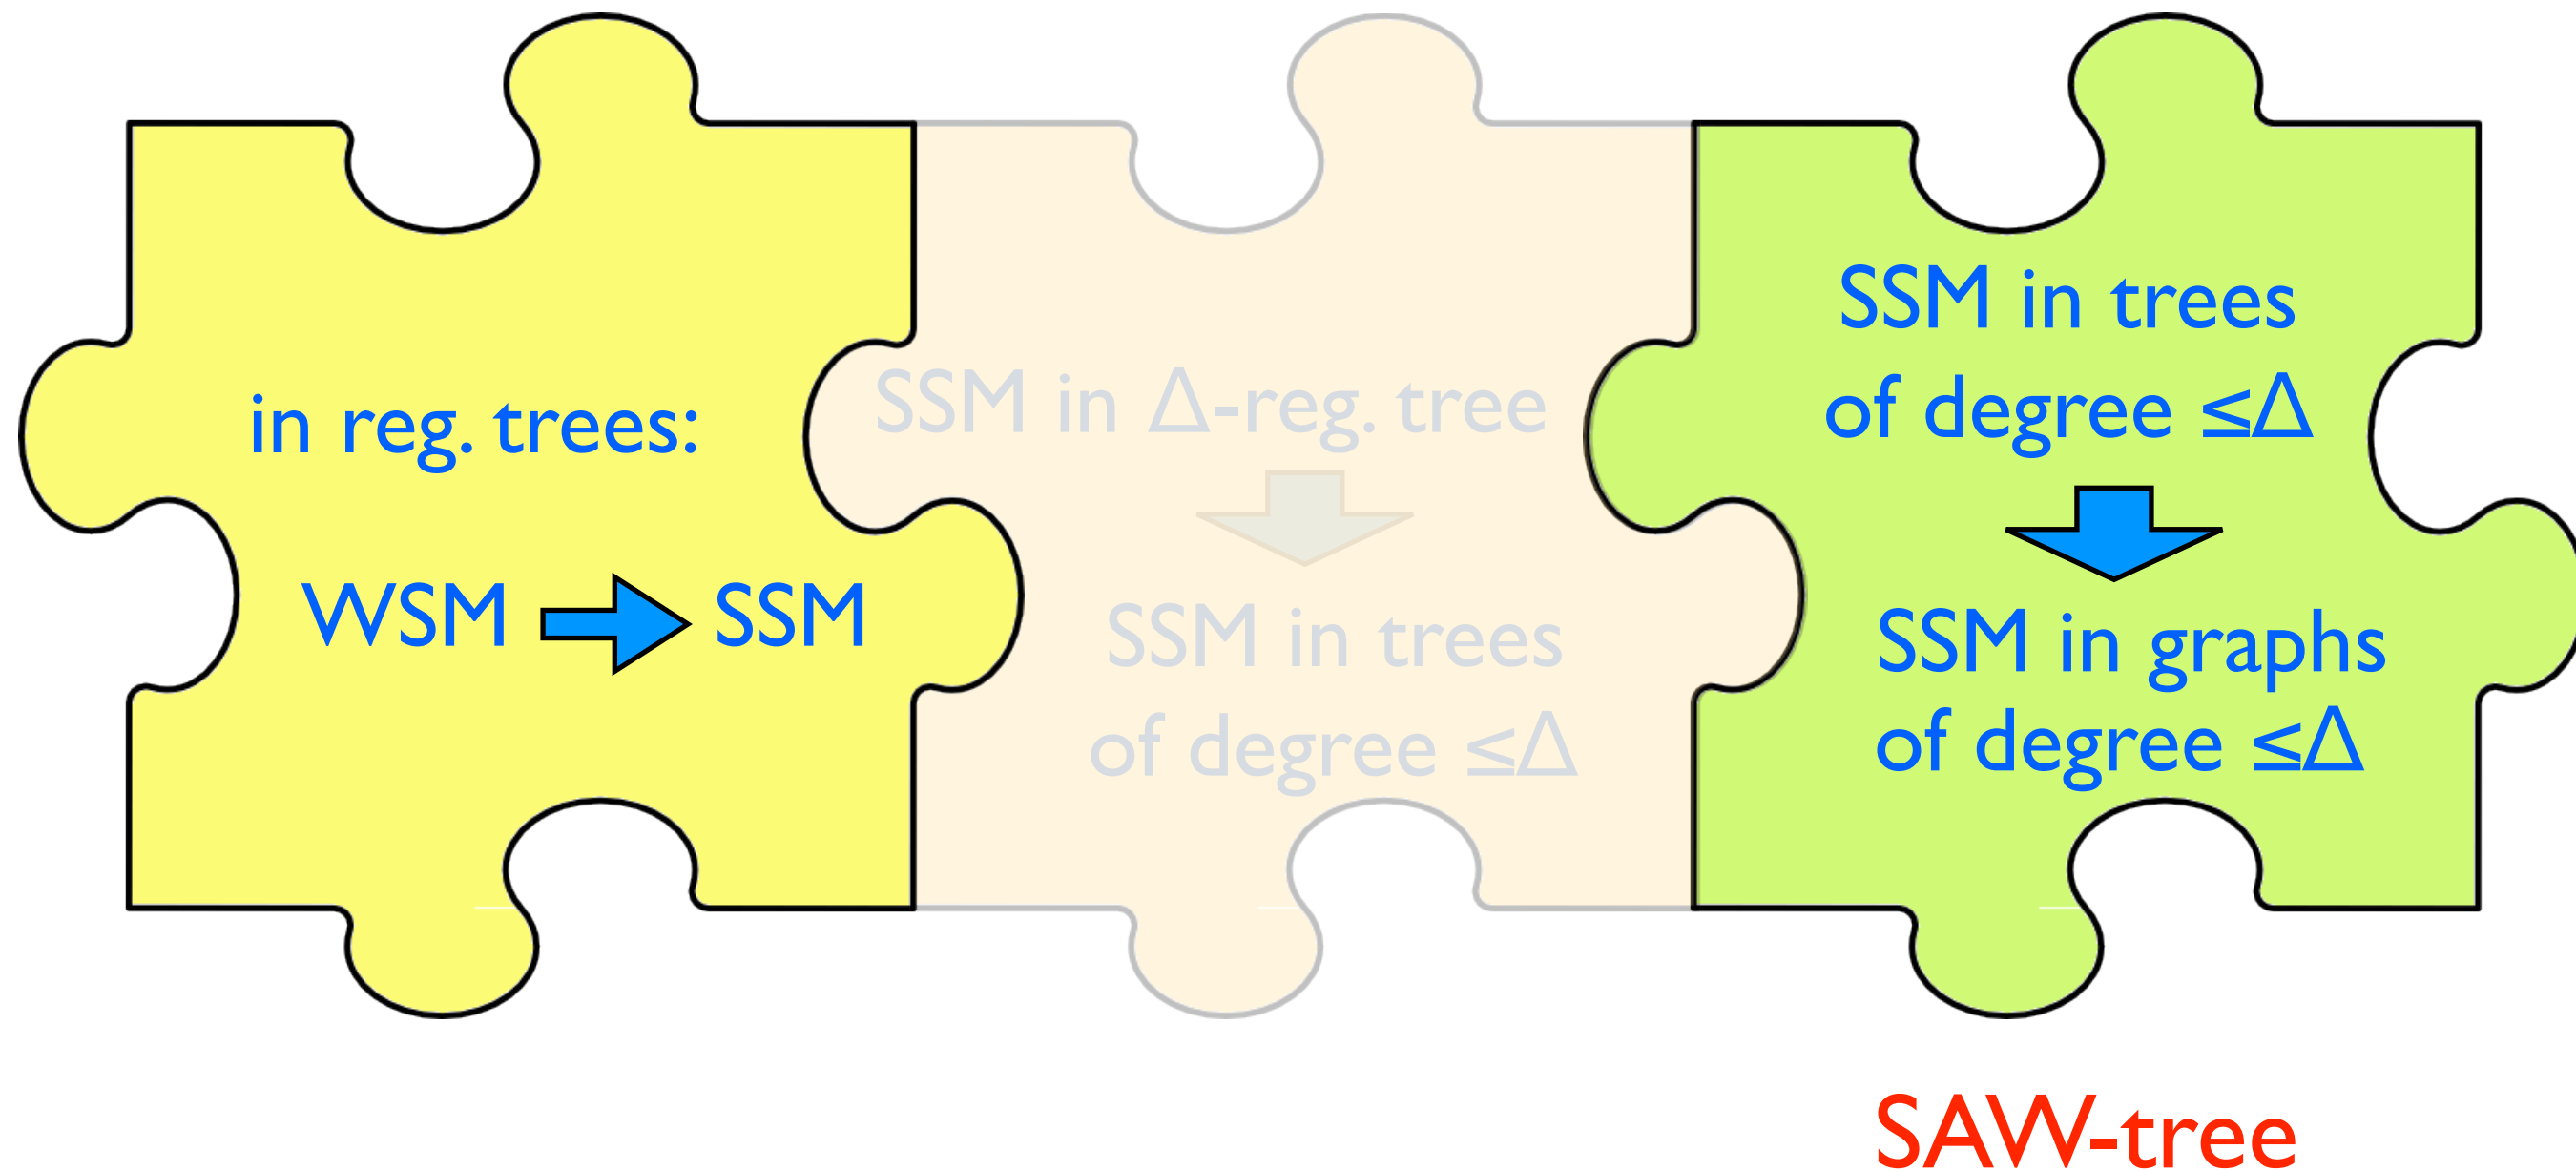 in reg. trees:
WSM SSM
SSM in Δ-reg. tree
SSM in trees
of degree ≤Δ
SSM in trees
of degree ≤Δ
SSM in graphs
of degree ≤Δ
SAW-tree